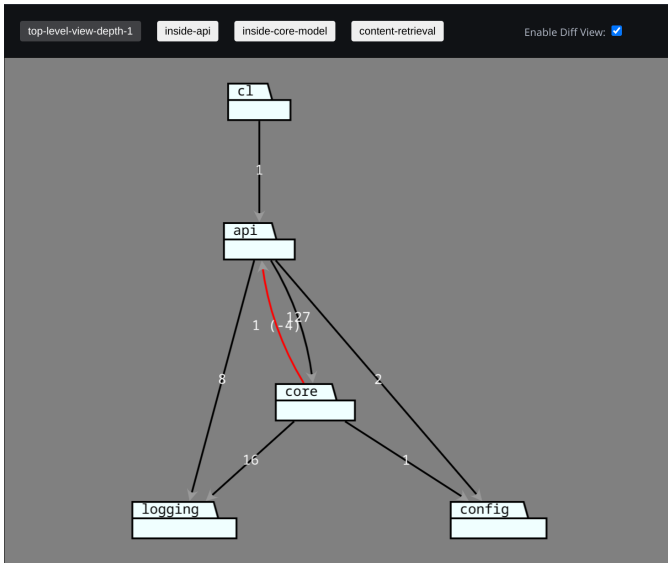 top-level-view-depth-1 inside-api inside-core-model content-retrieval Enable Diff View:
cl
1
api
127
1 (-4)
8
2
core
16
1
logging
config